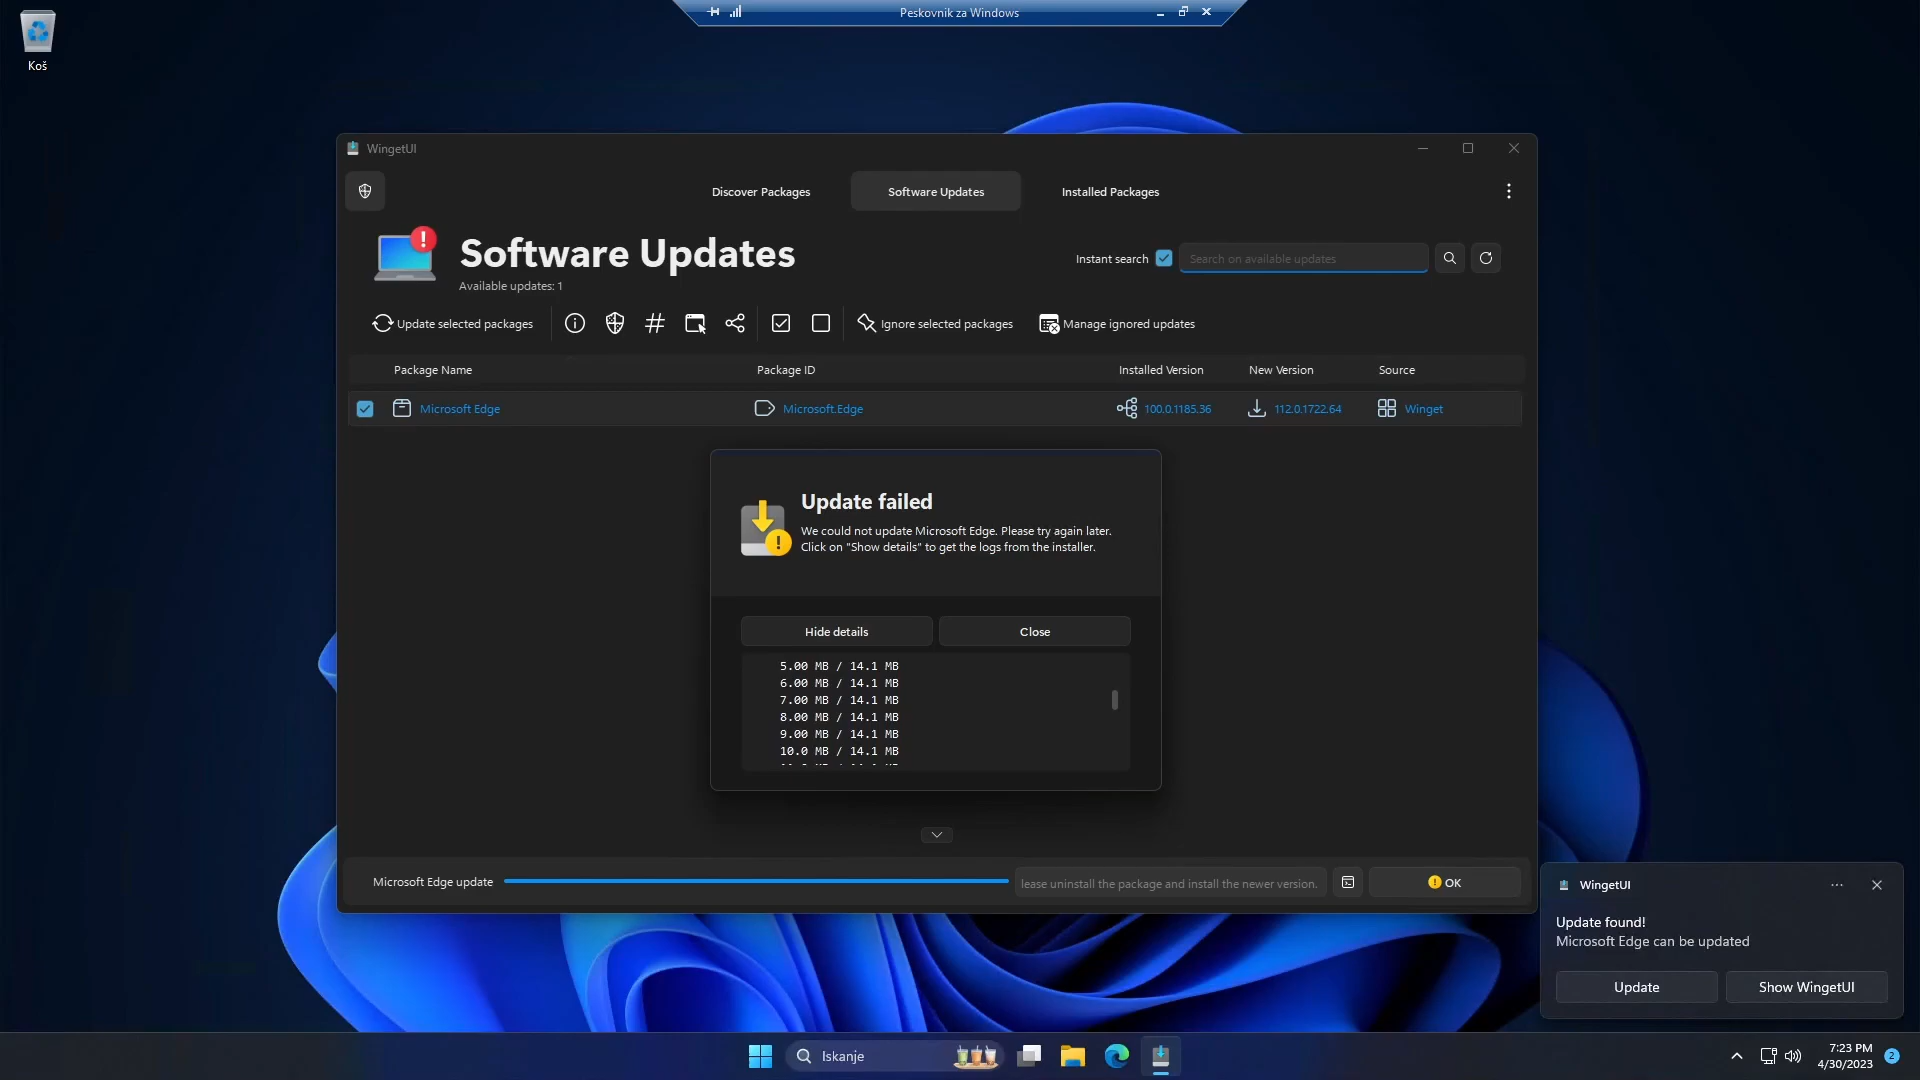 Peskovnik za Windows
Koš
WingetUI
Discover Packages
Software Updates
Installed Packages
Software Updates
Available updates: 1
Instant search
Search on available updates
Update selected packages
Ignore selected packages
Manage ignored updates
Package Name
Package ID
Installed Version
New Version
Source
Microsoft Edge
Microsoft.Edge
100.0.1185.36
112.0.1722.64
Winget
Update failed
We could not update Microsoft Edge. Please try again later.
Click on "Show details" to get the logs from the installer.
Hide details
Close
5.00 MB / 14.1 MB
6.00 MB / 14.1 MB
7.00 MB / 14.1 MB
8.00 MB / 14.1 MB
9.00 MB / 14.1 MB
10.0 MB / 14.1 MB
Microsoft Edge update
lease uninstall the package and install the newer version.
OK
WingetUI
Update found!
Microsoft Edge can be updated
Update
Show WingetUI
Iskanje
7:23 PM
4/30/2023
2